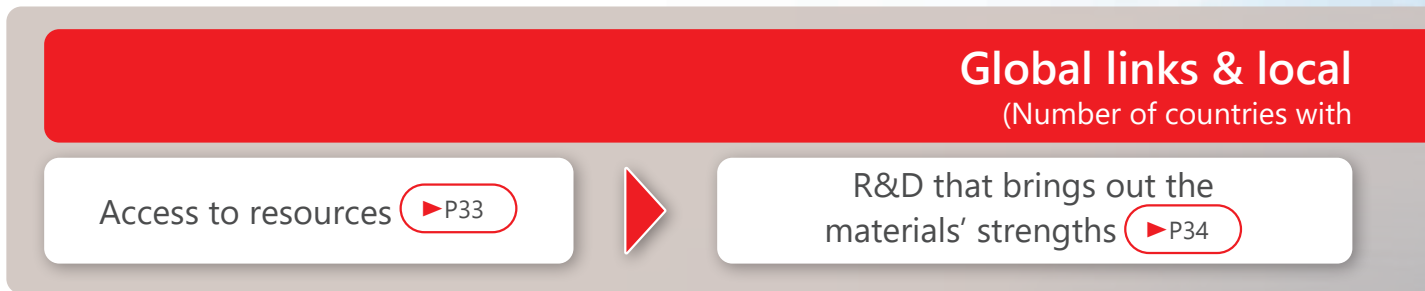 Global links & local
(Number of countries with
Access to resources ►P33
R&D that brings out the
materials’ strengths ►P34